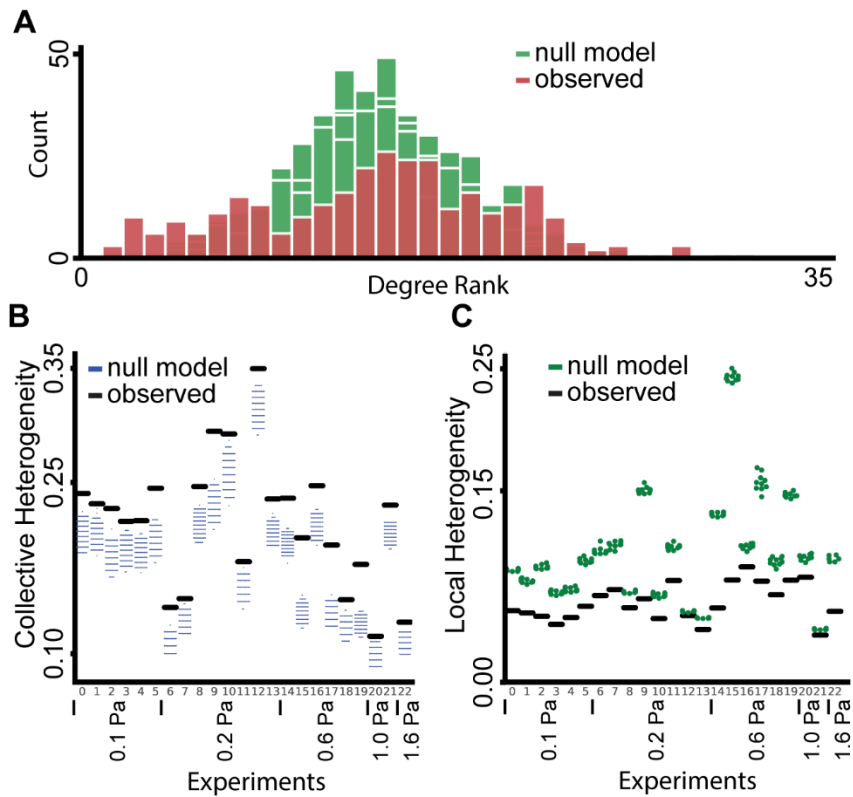 A
50
Count
0
null model
observed
0
Degree Rank
35
B
Collective Heterogeneity
0.35
0.25
0.10
null model
observed
0 1 2 3 4 5 6 7 8 9 10 11 12 13 14 15 16 17 18 19 20 21 22
0.1 Pa
0.2 Pa
0.6 Pa
1.0 Pa
1.6 Pa
Experiments
C
Local Heterogeneity
0.25
0.15
0.00
null model
observed
0 1 2 3 4 5 6 7 8 9 10 11 12 13 14 15 16 17 18 19 20 21 22
0.1 Pa
0.2 Pa
0.6 Pa
1.0 Pa
1.6 Pa
Experiments